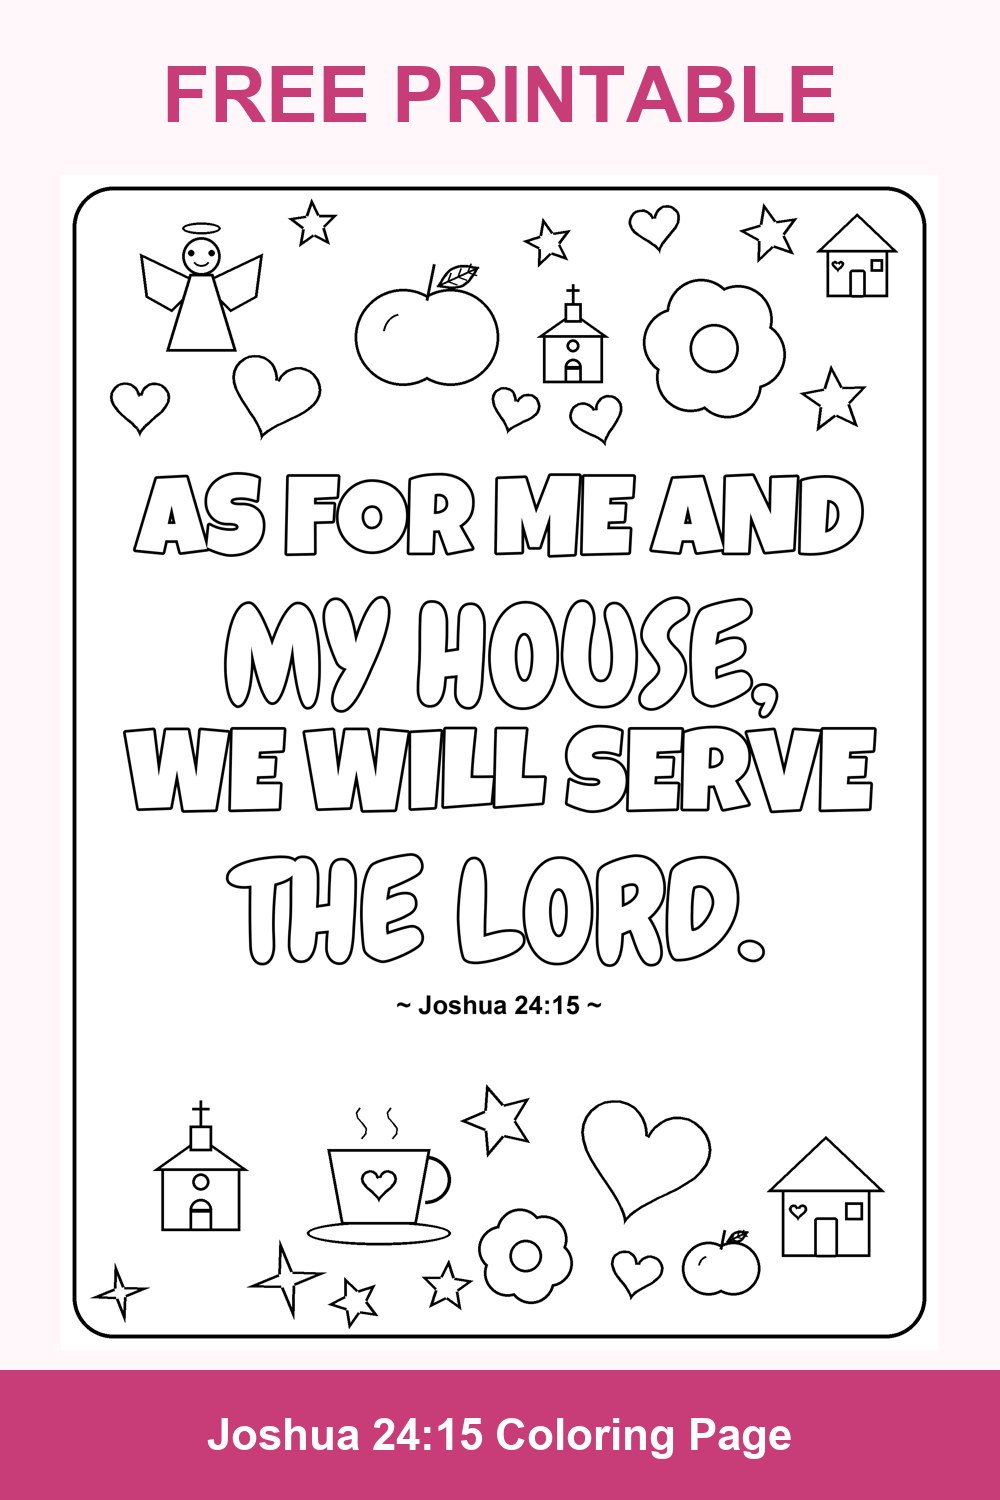 FREE PRINTABLE
AS FOR ME AND
MY HOUSE,
WE WILL SERVE
THE LORD.
~ Joshua 24:15 ~
Joshua 24:15 Coloring Page